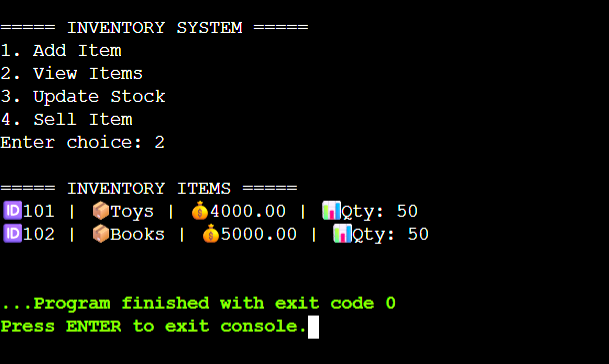 ===== INVENTORY SYSTEM =====
1. Add Item
2. View Items
3. Update Stock
4. Sell Item
Enter choice: 2
===== INVENTORY ITEMS =====
🆔101 | 📦Toys | 💰4000.00 | 📊Qty: 50
🆔102 | 📦Books | 💰5000.00 | 📊Qty: 50
...Program finished with exit code 0
Press ENTER to exit console.